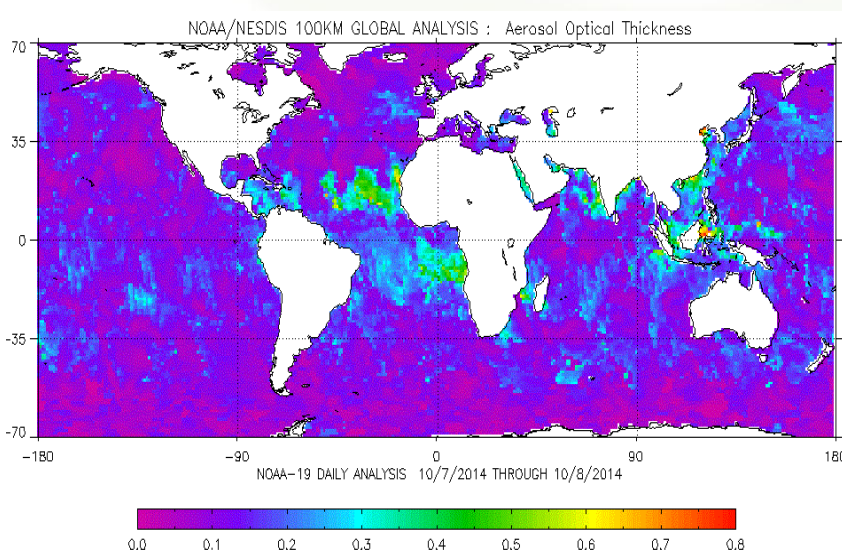 NOAA/NESDIS 100KM GLOBAL ANALYSIS : Aerosol Optical Thickness
70
35
0
-35
-70
-180 -90 0 90 180
NOAA-19 DAILY ANALYSIS 10/7/2014 THROUGH 10/8/2014
0.0 0.1 0.2 0.3 0.4 0.5 0.6 0.7 0.8